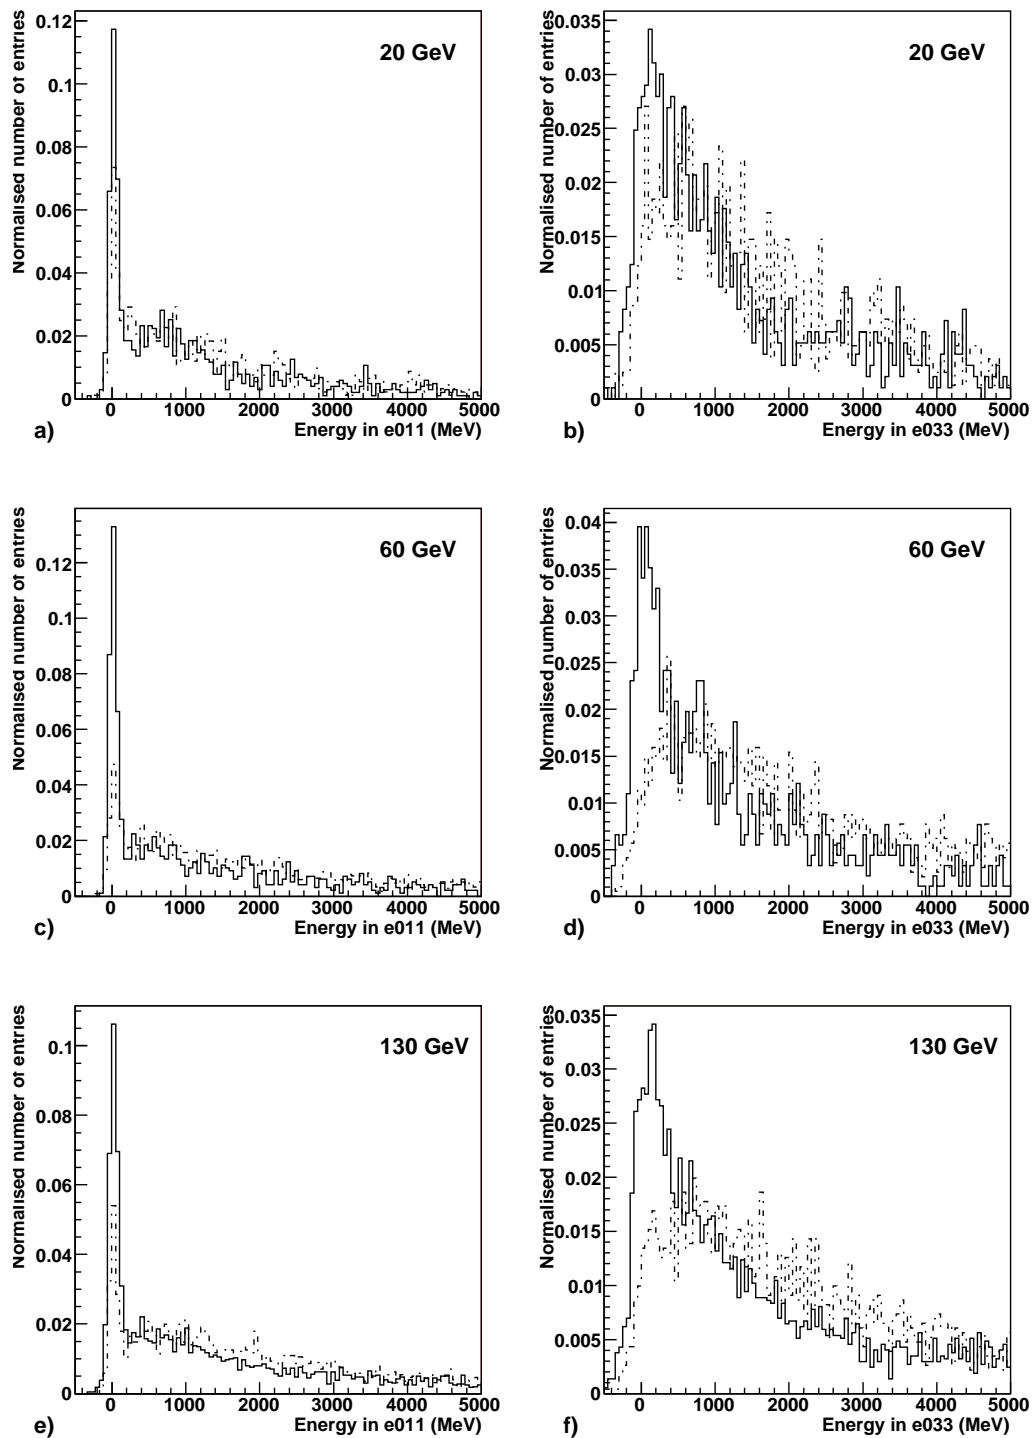 Normalised number of entries
0.12
0.1
0.08
0.06
0.04
0.02
0
20 GeV
0 1000 2000 3000 4000 5000
a)
Energy in e011 (MeV)
Normalised number of entries
0.035
0.03
0.025
0.02
0.015
0.01
0.005
0
20 GeV
0 1000 2000 3000 4000 5000
b)
Energy in e033 (MeV)
Normalised number of entries
0.12
0.1
0.08
0.06
0.04
0.02
0
60 GeV
0 1000 2000 3000 4000 5000
c)
Energy in e011 (MeV)
Normalised number of entries
0.04
0.035
0.03
0.025
0.02
0.015
0.01
0.005
0
60 GeV
0 1000 2000 3000 4000 5000
d)
Energy in e033 (MeV)
Normalised number of entries
0.1
0.08
0.06
0.04
0.02
0
130 GeV
0 1000 2000 3000 4000 5000
e)
Energy in e011 (MeV)
Normalised number of entries
0.035
0.03
0.025
0.02
0.015
0.01
0.005
0
130 GeV
0 1000 2000 3000 4000 5000
f)
Energy in e033 (MeV)